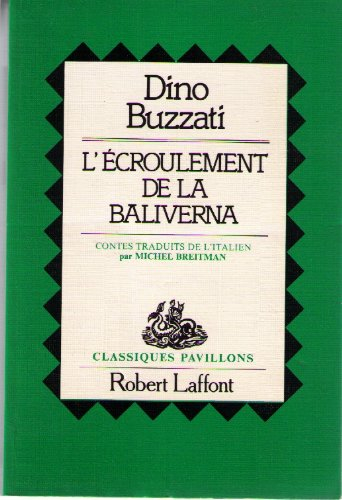 Dino
Buzzati
L'ÉCROULEMENT
DE LA
BALIVERNA
CONTES TRADUITS DE L'ITALIEN
par MICHEL BREITMAN
CLASSIQUES PAVILLONS
Robert Laffont